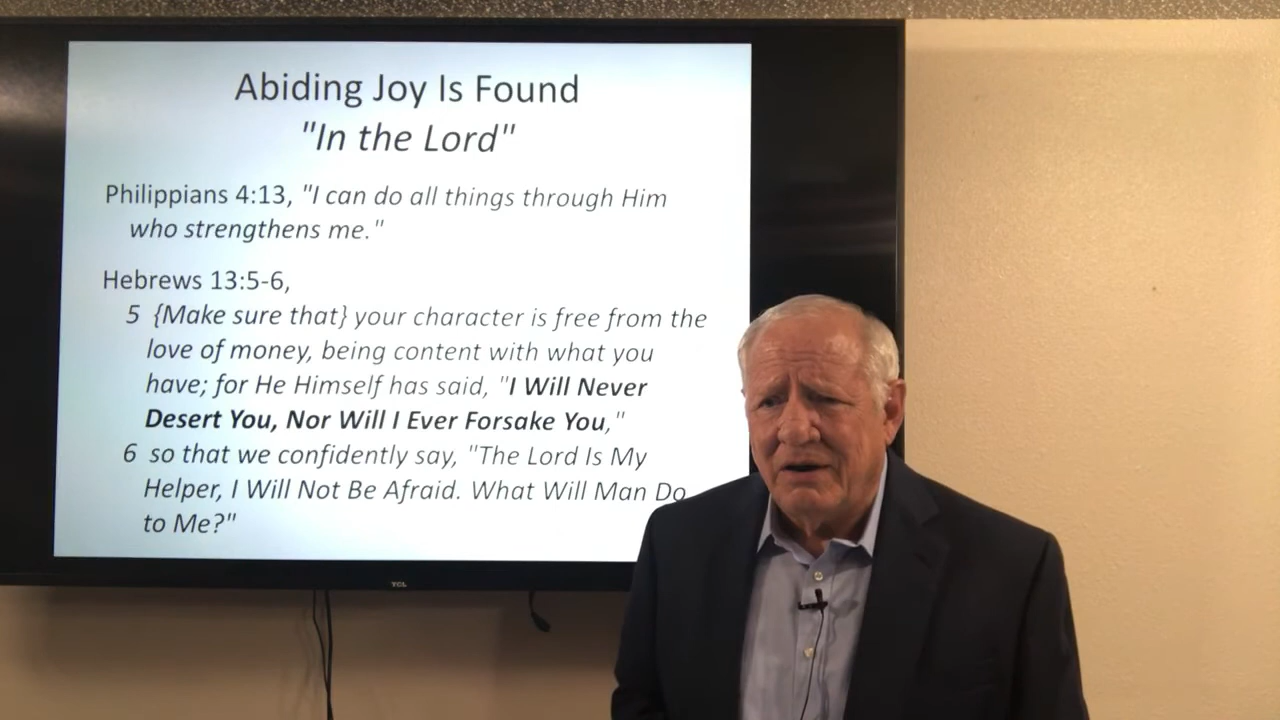 Abiding Joy Is Found
"In the Lord"
Philippians 4:13, "I can do all things through Him
who strengthens me."
Hebrews 13:5-6,
5 {Make sure that} your character is free from the
love of money, being content with what you
have; for He Himself has said, "I Will Never
Desert You, Nor Will I Ever Forsake You,"
6 so that we confidently say, "The Lord Is My
Helper, I Will Not Be Afraid. What Will Man Do
to Me?"
TCL